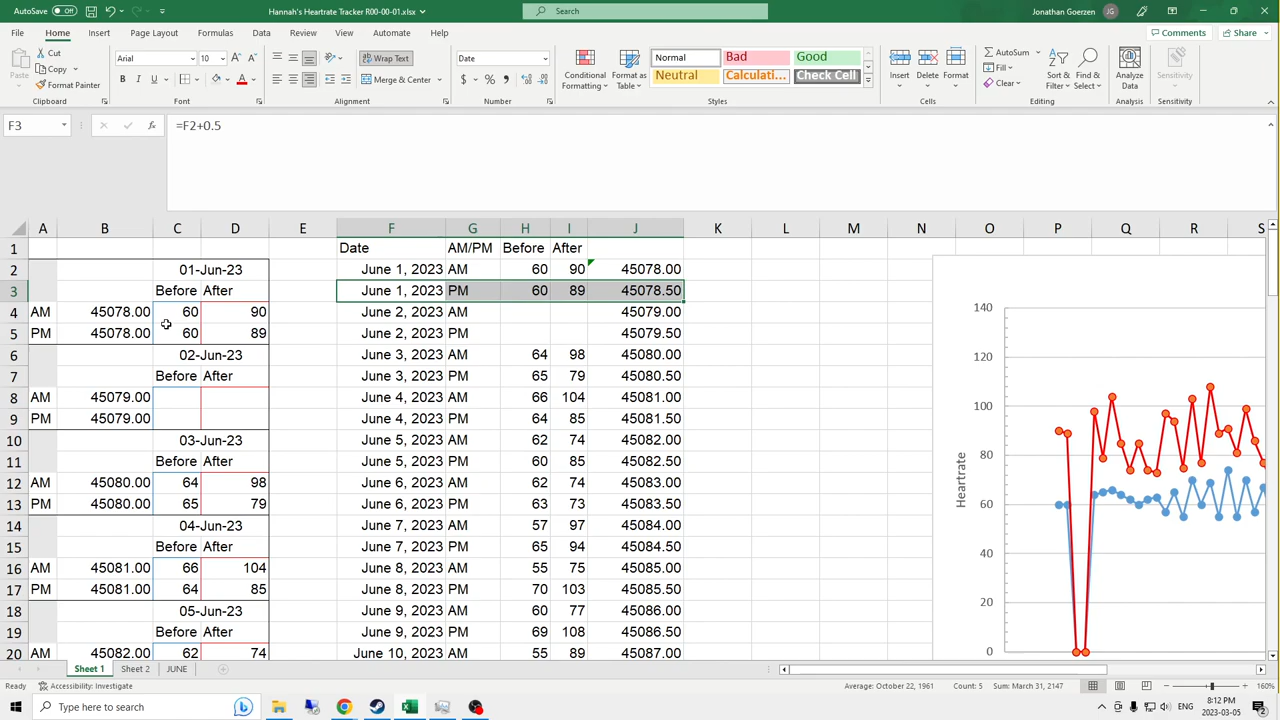 AutoSave Off Hannah's Heartrate Tracker R00-00-01.xlsx Search Jonathan Goerzen JG
File Home Insert Page Layout Formulas Data Review View Automate Help Comments Share
Paste Cut Copy Format Painter Clipboard
Arial 10 B I U Font
Wrap Text Merge & Center Alignment
Date $ % Number
Conditional Formatting Format as Table
Normal Bad Good
Neutral Calculati... Check Cell
Styles
Insert Delete Format Cells
AutoSum Fill Clear Sort & Filter Find & Select Editing
Analyze Data Analysis
Sensitivity Sensitivity
F3 fx =F2+0.5
A B C D E F G H I J K L M N O P Q R S
1 Date AM/PM Before After
2 01-Jun-23 June 1, 2023 AM 60 90 45078.00
3 Before After June 1, 2023 PM 60 89 45078.50
4 AM 45078.00 60 90 June 2, 2023 AM 45079.00
5 PM 45078.00 60 89 June 2, 2023 PM 45079.50
6 02-Jun-23 June 3, 2023 AM 64 98 45080.00
7 Before After June 3, 2023 PM 65 79 45080.50
8 AM 45079.00 June 4, 2023 AM 66 104 45081.00
9 PM 45079.00 June 4, 2023 PM 64 85 45081.50
10 03-Jun-23 June 5, 2023 AM 62 74 45082.00
11 Before After June 5, 2023 PM 60 85 45082.50
12 AM 45080.00 64 98 June 6, 2023 AM 62 74 45083.00
13 PM 45080.00 65 79 June 6, 2023 PM 63 73 45083.50
14 04-Jun-23 June 7, 2023 AM 57 97 45084.00
15 Before After June 7, 2023 PM 65 94 45084.50
16 AM 45081.00 66 104 June 8, 2023 AM 55 75 45085.00
17 PM 45081.00 64 85 June 8, 2023 PM 70 103 45085.50
18 05-Jun-23 June 9, 2023 AM 60 77 45086.00
19 Before After June 9, 2023 PM 69 108 45086.50
20 AM 45082.00 62 74 June 10, 2023 AM 55 89 45087.00
140
120
100
80
60
40
20
0
Heartrate
Sheet 1 Sheet 2 JUNE
Ready Accessibility: Investigate Average: October 22, 1961 Count: 5 Sum: March 31, 2147 160%
Type here to search ENG 8:12 PM
2023-03-05 2